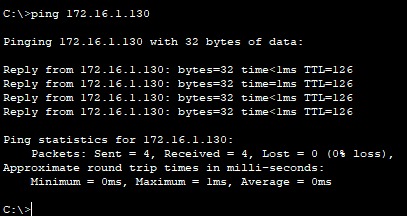 C:\>ping 172.16.1.130
Pinging 172.16.1.130 with 32 bytes of data:
Reply from 172.16.1.130: bytes=32 time<1ms TTL=126
Reply from 172.16.1.130: bytes=32 time=1ms TTL=126
Reply from 172.16.1.130: bytes=32 time<1ms TTL=126
Reply from 172.16.1.130: bytes=32 time<1ms TTL=126
Ping statistics for 172.16.1.130:
    Packets: Sent = 4, Received = 4, Lost = 0 (0% loss),
Approximate round trip times in milli-seconds:
    Minimum = 0ms, Maximum = 1ms, Average = 0ms
C:\>